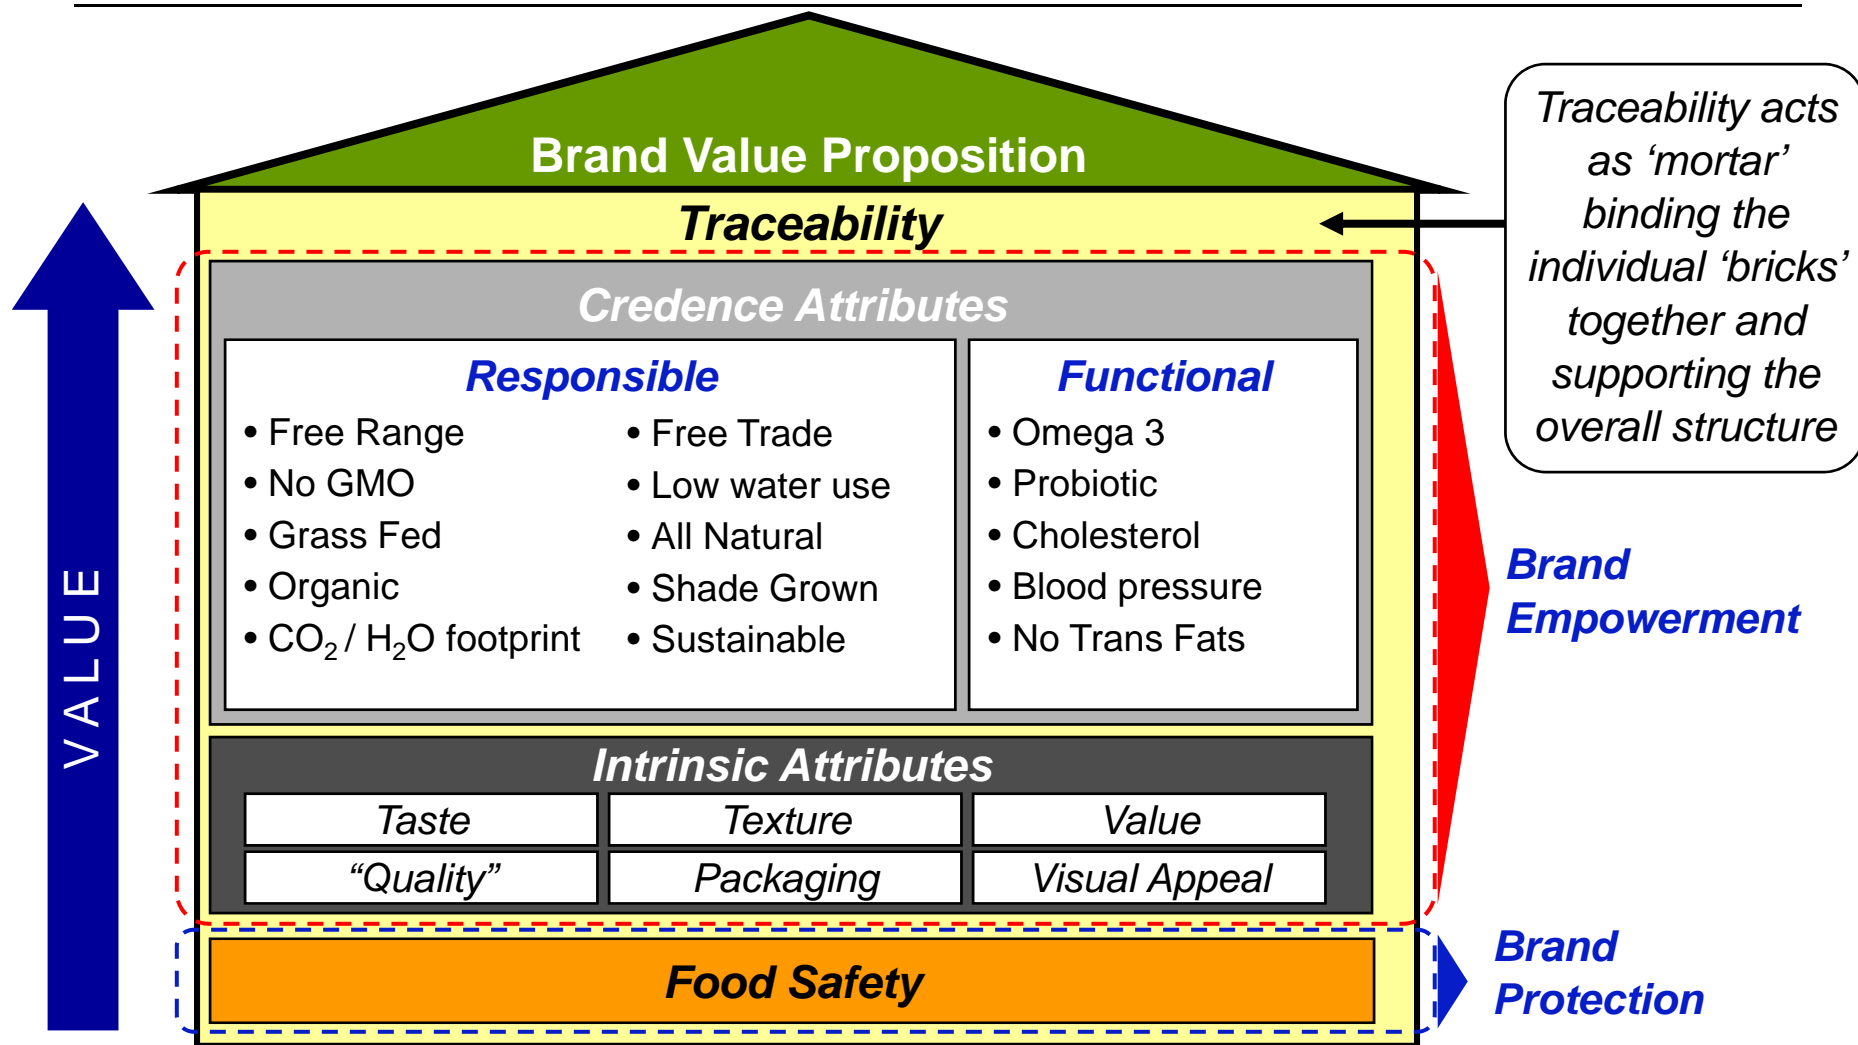 Brand Value Proposition
Traceability
Traceability acts
as ‘mortar’
binding the
individual ‘bricks’
together and
supporting the
overall structure
VALUE
Credence Attributes
Responsible
• Free Range
• No GMO
• Grass Fed
• Organic
• CO₂ / H₂O footprint
• Free Trade
• Low water use
• All Natural
• Shade Grown
• Sustainable
Functional
• Omega 3
• Probiotic
• Cholesterol
• Blood pressure
• No Trans Fats
Brand
Empowerment
Intrinsic Attributes
Taste
Texture
Value
“Quality”
Packaging
Visual Appeal
Food Safety
Brand
Protection